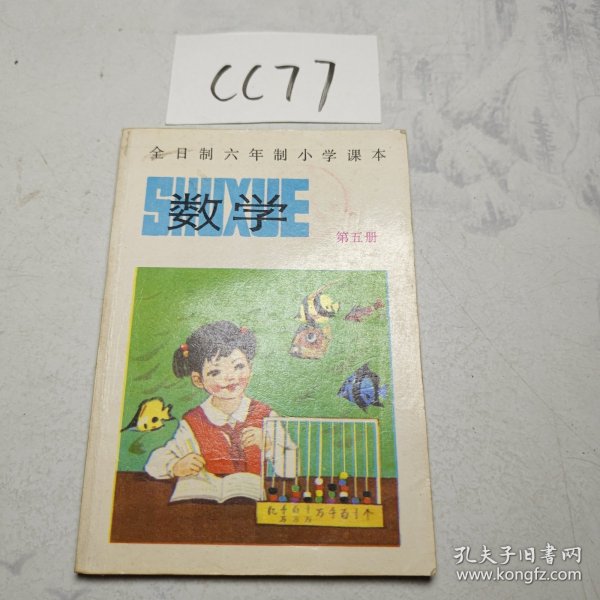 CC77
全日制六年制小学课本
SHUXUE
数学
第五册
亿千百十万千百十个
万万万
孔夫子旧书网
www.kongfz.com